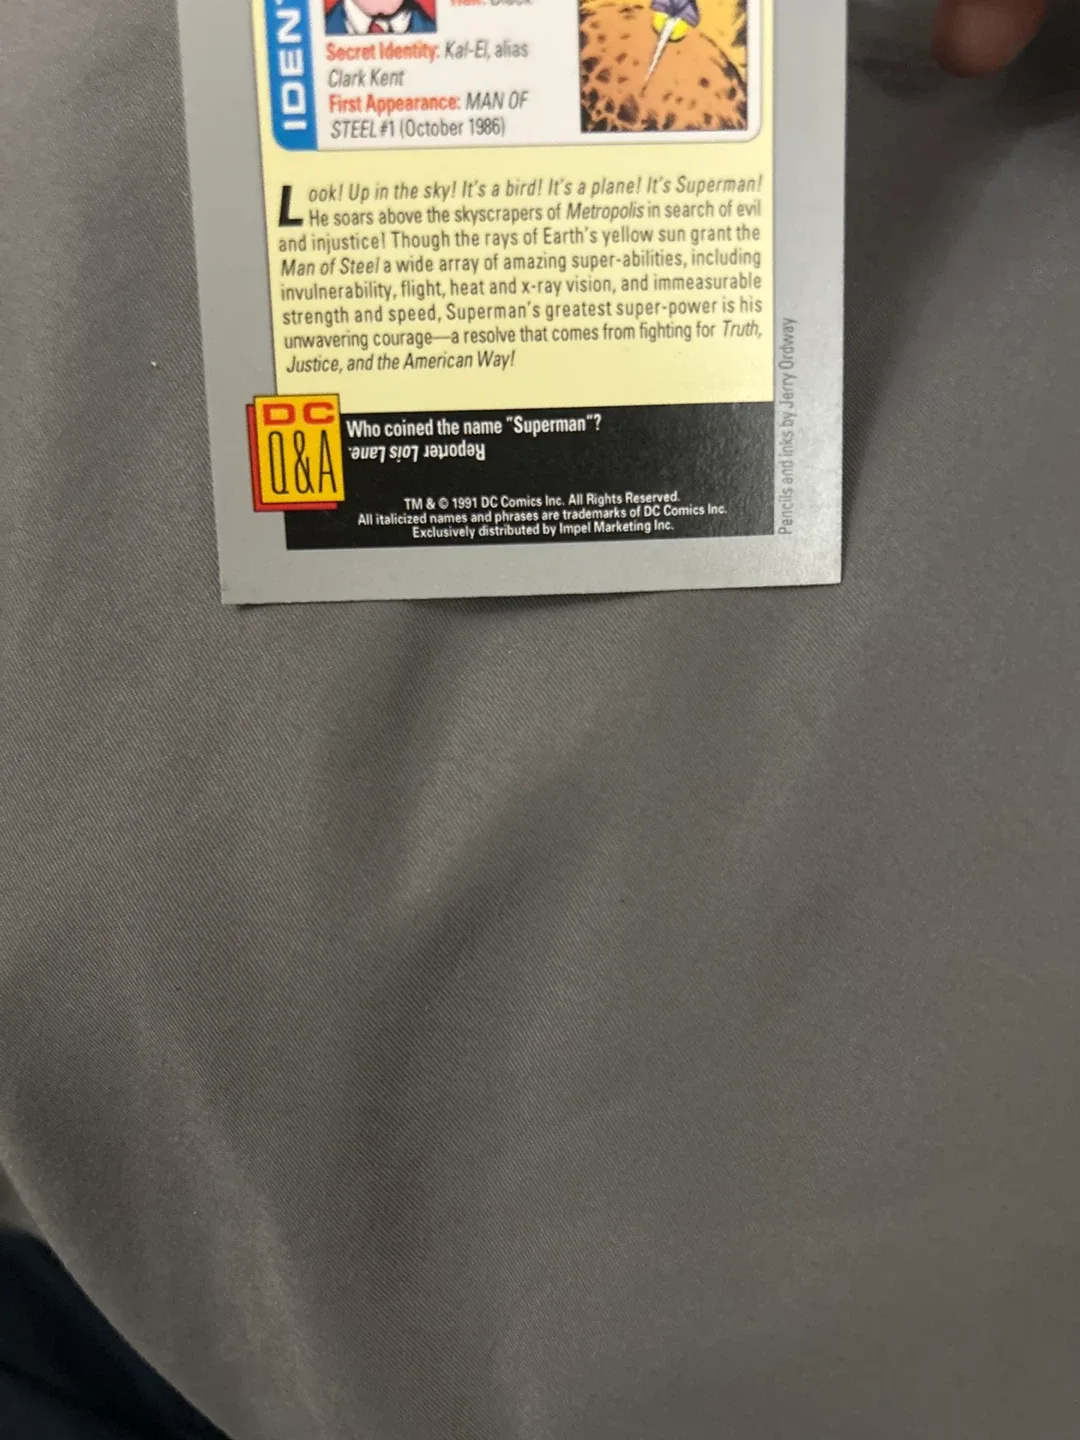 IDEN
Secret Identity: Kal-El, alias
Clark Kent
First Appearance: MAN OF
STEEL #1 (October 1986)
Look! Up in the sky! It's a bird! It's a plane! It's Superman!
He soars above the skyscrapers of Metropolis in search of evil
and injustice! Though the rays of Earth's yellow sun grant the
Man of Steel a wide array of amazing super-abilities, including
invulnerability, flight, heat and x-ray vision, and immeasurable
strength and speed, Superman's greatest super-power is his
unwavering courage—a resolve that comes from fighting for Truth,
Justice, and the American Way!
DC
Q&A
Who coined the name "Superman"?
Reporter Lois Lane.
TM & © 1991 DC Comics Inc. All Rights Reserved.
All italicized names and phrases are trademarks of DC Comics Inc.
Exclusively distributed by Impel Marketing Inc.
Pencils and inks by Jerry Ordway